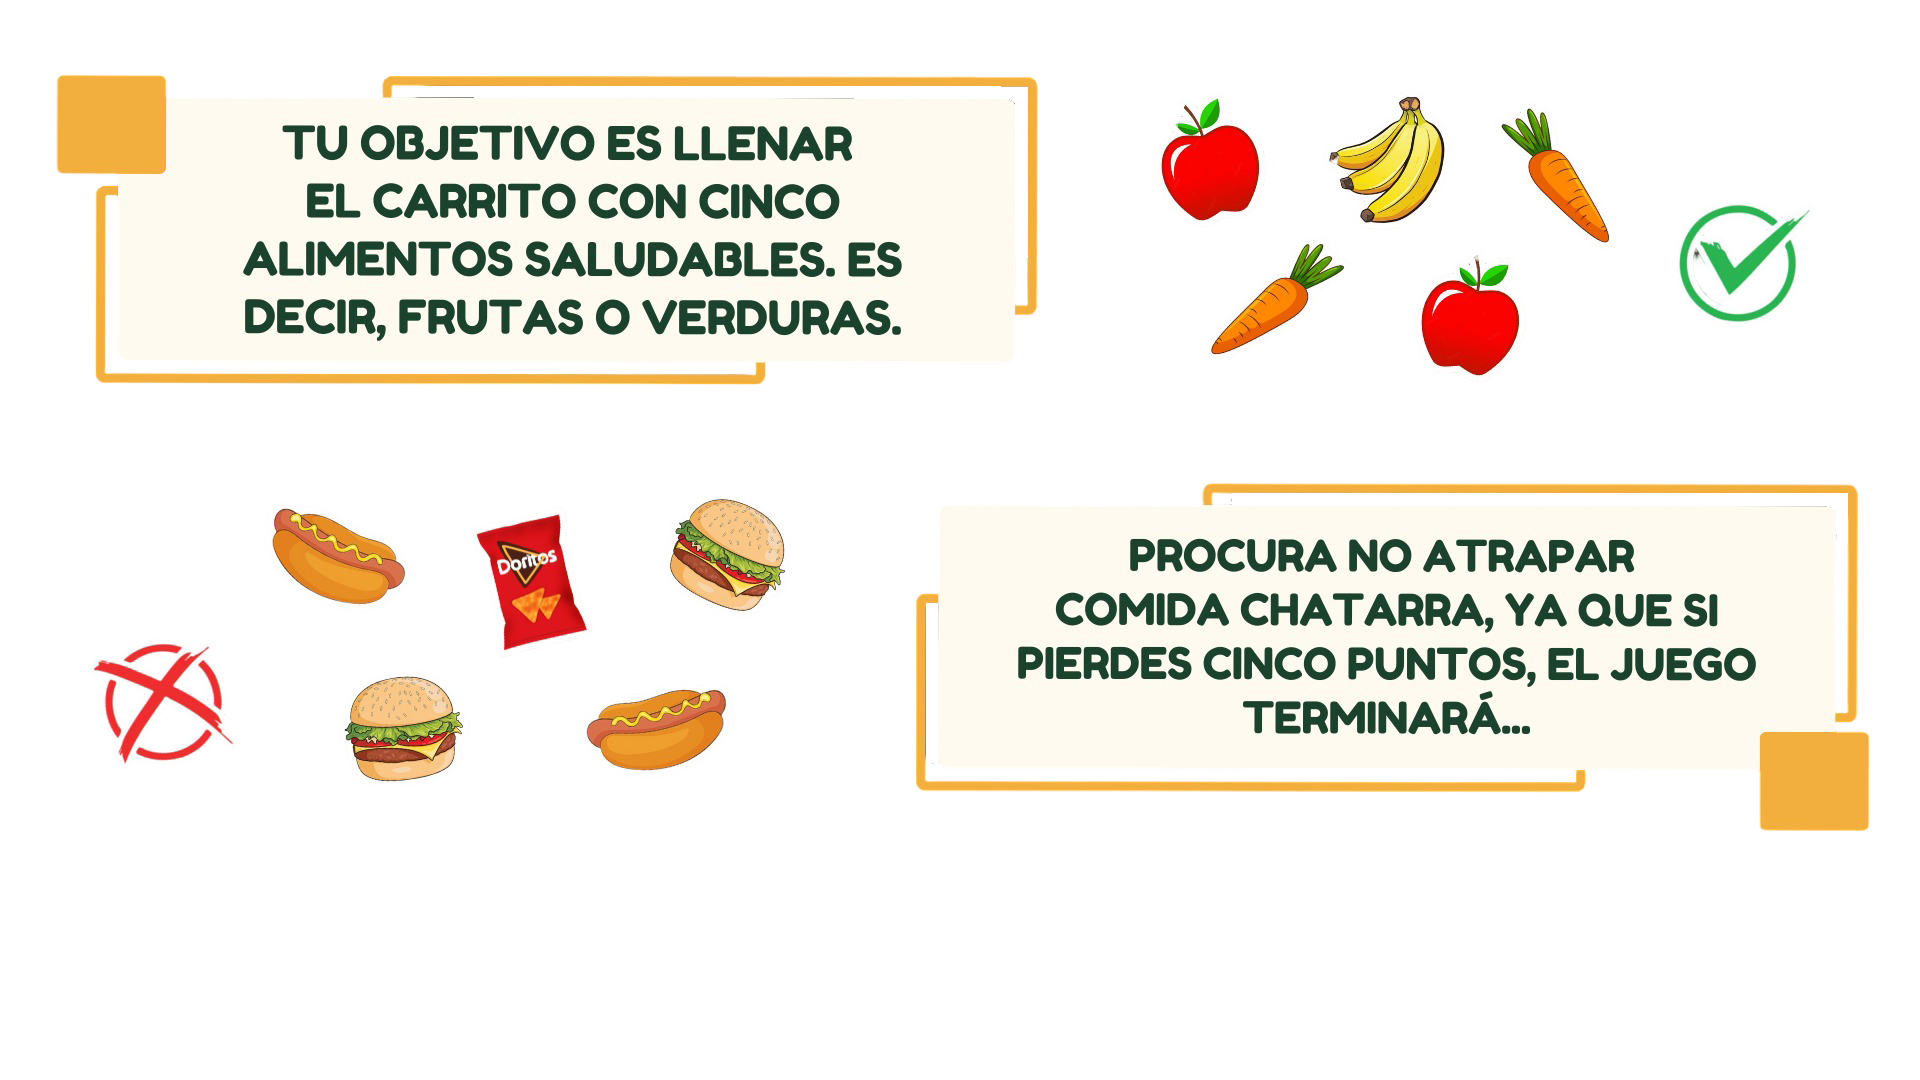 TU OBJETIVO ES LLENAR
EL CARRITO CON CINCO
ALIMENTOS SALUDABLES. ES
DECIR, FRUTAS O VERDURAS.
Doritos
PROCURA NO ATRAPAR
COMIDA CHATARRA, YA QUE SI
PIERDES CINCO PUNTOS, EL JUEGO
TERMINARÁ...